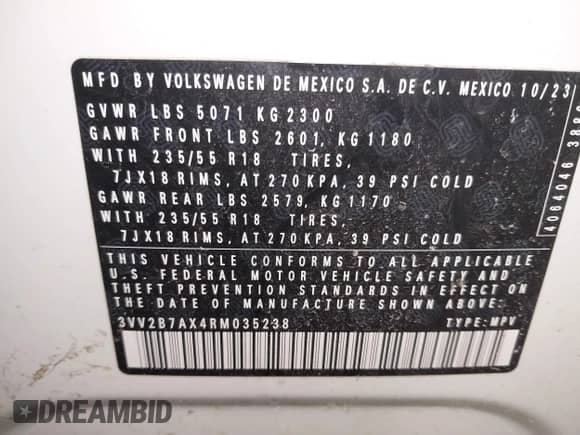 MFD BY VOLKSWAGEN DE MEXICO S.A. DE C.V. MEXICO 10/23
GVWR LBS 5071 KG 2300
GAWR FRONT LBS 2601, KG 1180
WITH 235/55 R18 TIRES,
7JX18 RIMS, AT 270 KPA, 39 PSI COLD
GAWR REAR LBS 2579, KG 1170
WITH 235/55 R18 TIRES,
7JX18 RIMS, AT 270 KPA, 39 PSI COLD
THIS VEHICLE CONFORMS TO ALL APPLICABLE
U.S. FEDERAL MOTOR VEHICLE SAFETY AND
THEFT PREVENTION STANDARDS IN EFFECT ON
THE DATE OF MANUFACTURE SHOWN ABOVE.
3VV2B7AX4RM035238 TYPE: MPV
4064046
DREAMBID